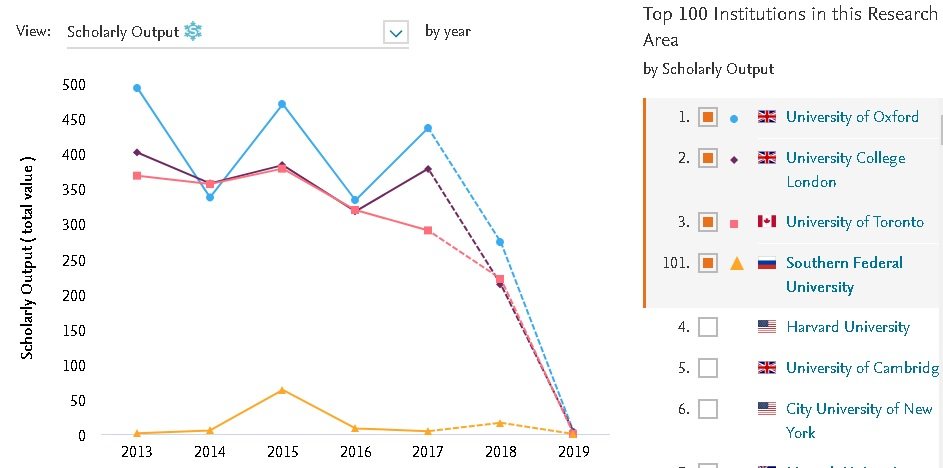 View: Scholarly Output by year
Scholarly Output ( total value )
500
450
400
350
300
250
200
150
100
50
0
2013 2014 2015 2016 2017 2018 2019
Top 100 Institutions in this Research
Area
by Scholarly Output
1. University of Oxford
2. University College
London
3. University of Toronto
101. Southern Federal
University
4. Harvard University
5. University of Cambridg
6. City University of New
York